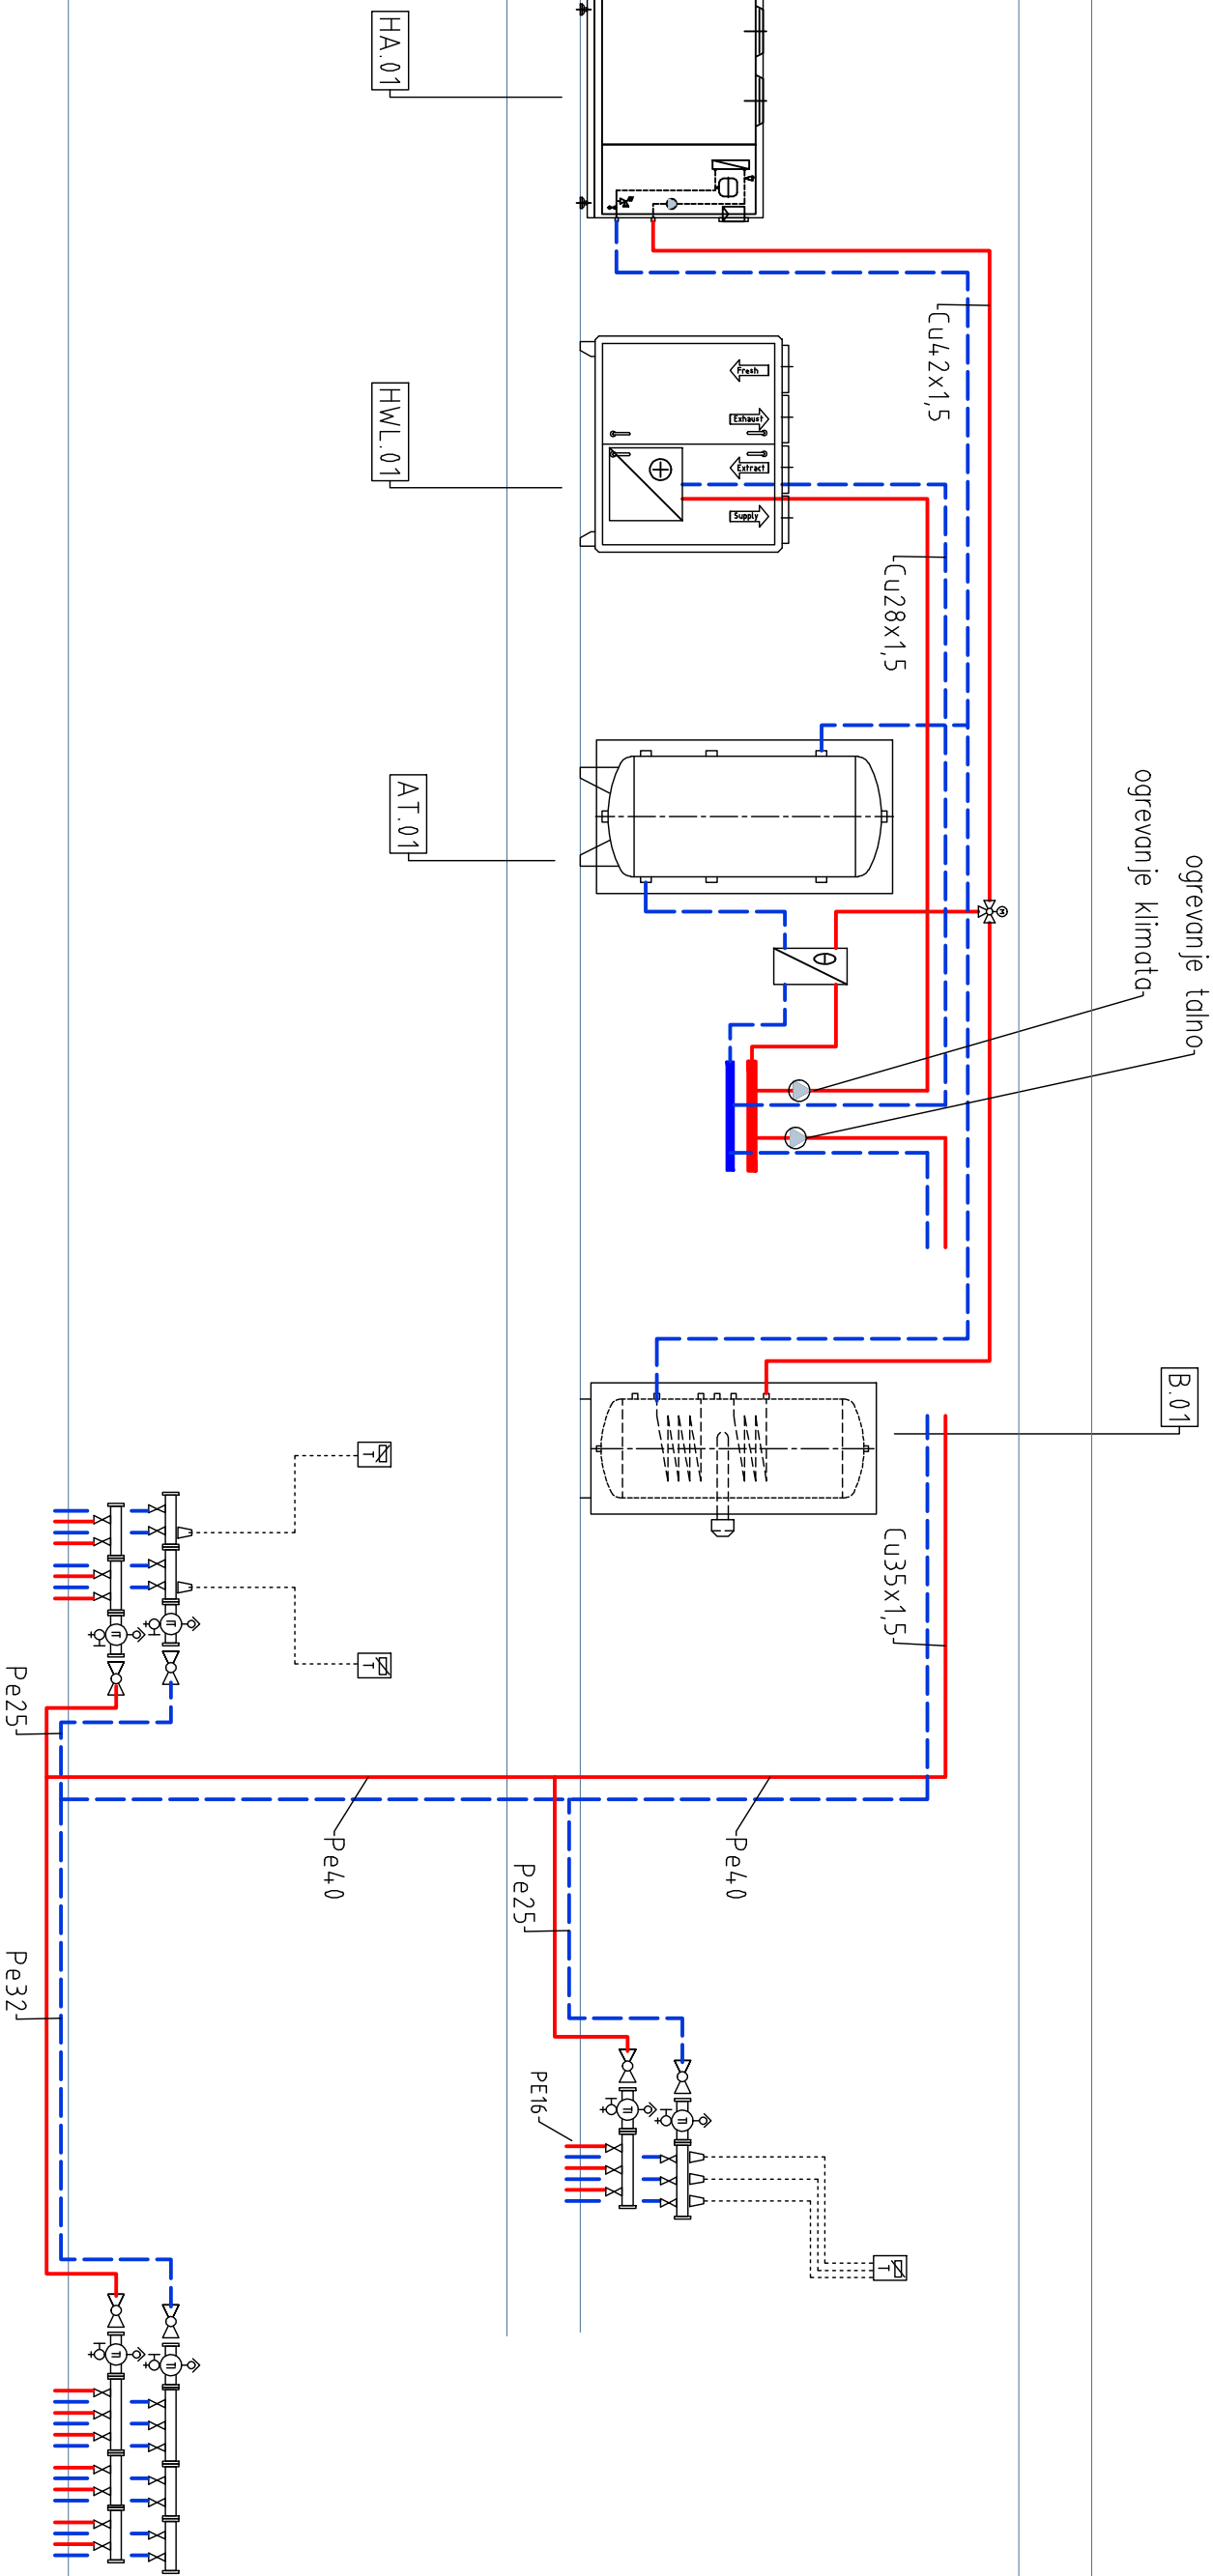 HA.01
HWL.01
AT.01
B.01
Cu42x1,5
Cu28x1,5
Cu35x1,5
Fresh
Exhaust
Extract
Supply
ogrevanje talno
ogrevanje klimata
M
T
T
Pe25
Pe40
Pe40
Pe25
Pe32
PE16
T